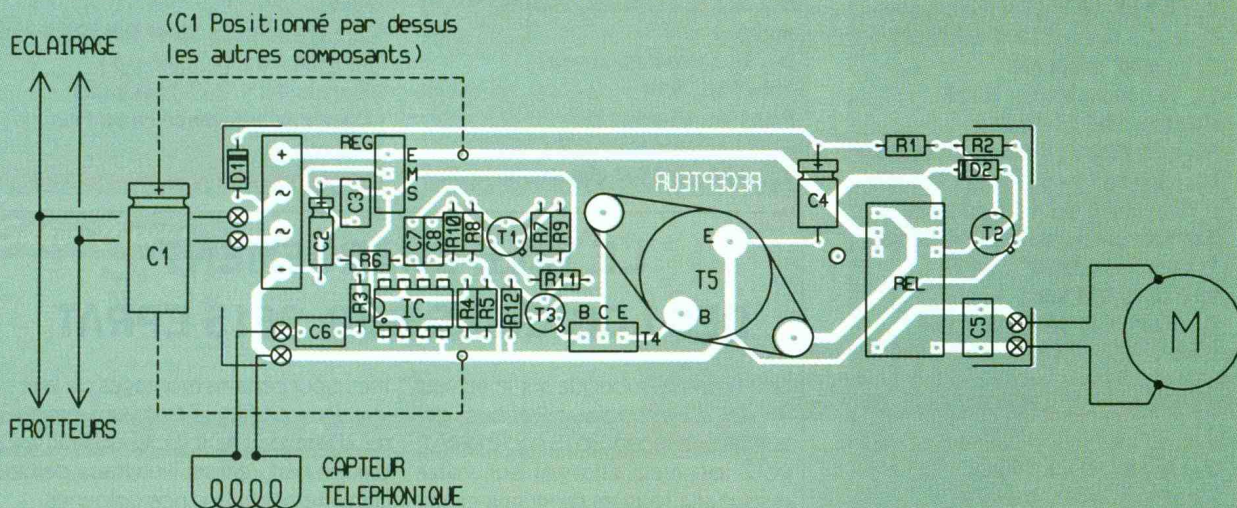 (C1 Positionné par dessus
les autres composants)
ECLAIRAGE
REG
E
M
S
+
~
~
-
D1
C1
C2
C3
R6
C7
C8
R10
R8
T1
R7
R9
RECEPTEUR
C4
R1
R2
D2
T2
E
T5
B
REL
R11
R3
IC
R4
R5
R12
T3
B C E
T4
C6
C5
M
+
+
FROTTEURS
CAPTEUR
TELEPHONIQUE